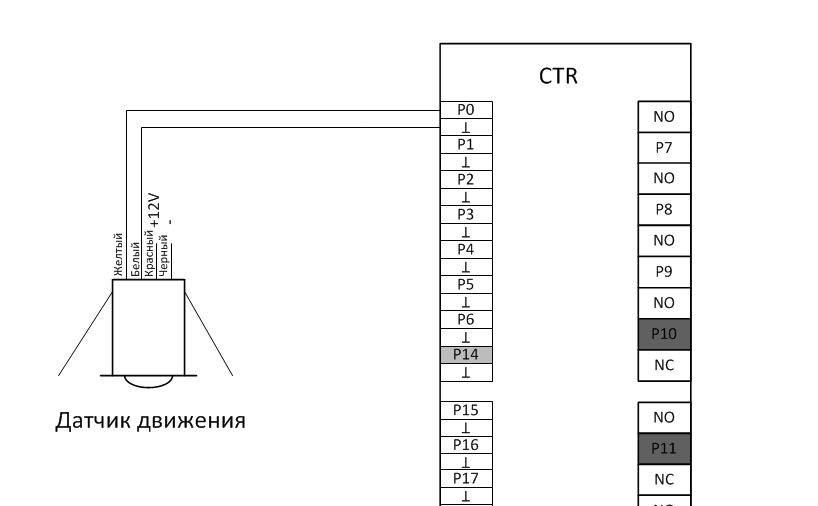 CTR
P0
⊥
P1
⊥
P2
⊥
P3
⊥
P4
⊥
P5
⊥
P6
⊥
P14
⊥
P15
⊥
P16
⊥
P17
⊥
NO
P7
NO
P8
NO
P9
NO
P10
NC
NO
P11
NC
Желтый
Белый
Красный +12V
Черный -
Датчик движения